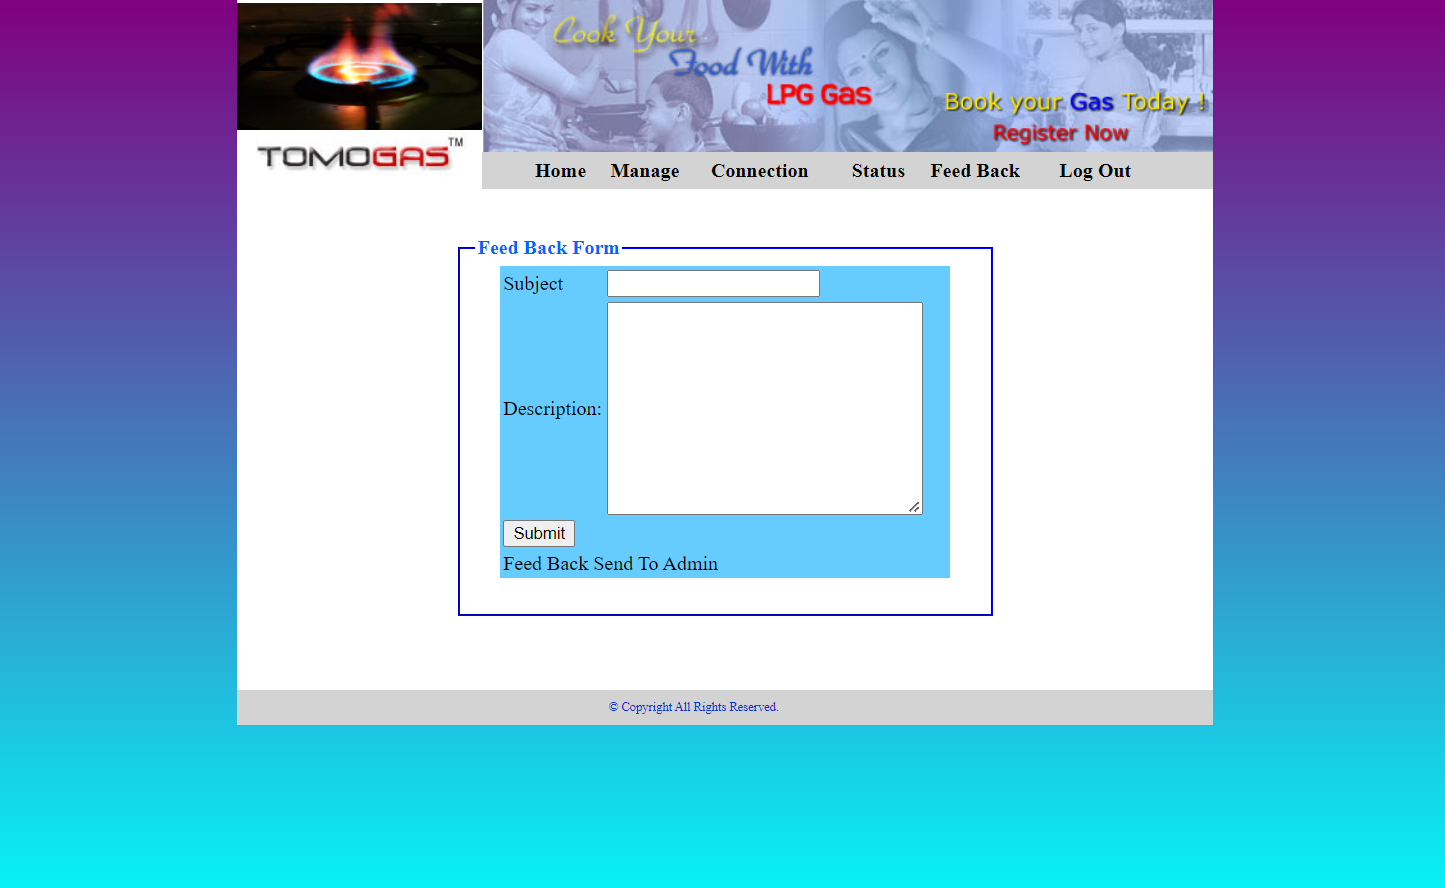 Cook Your
Food With
LPG Gas
Book your Gas Today !
Register Now
TOMOGAS™
Home Manage Connection Status Feed Back Log Out
Feed Back Form
Subject
Description:
Submit
Feed Back Send To Admin
© Copyright All Rights Reserved.